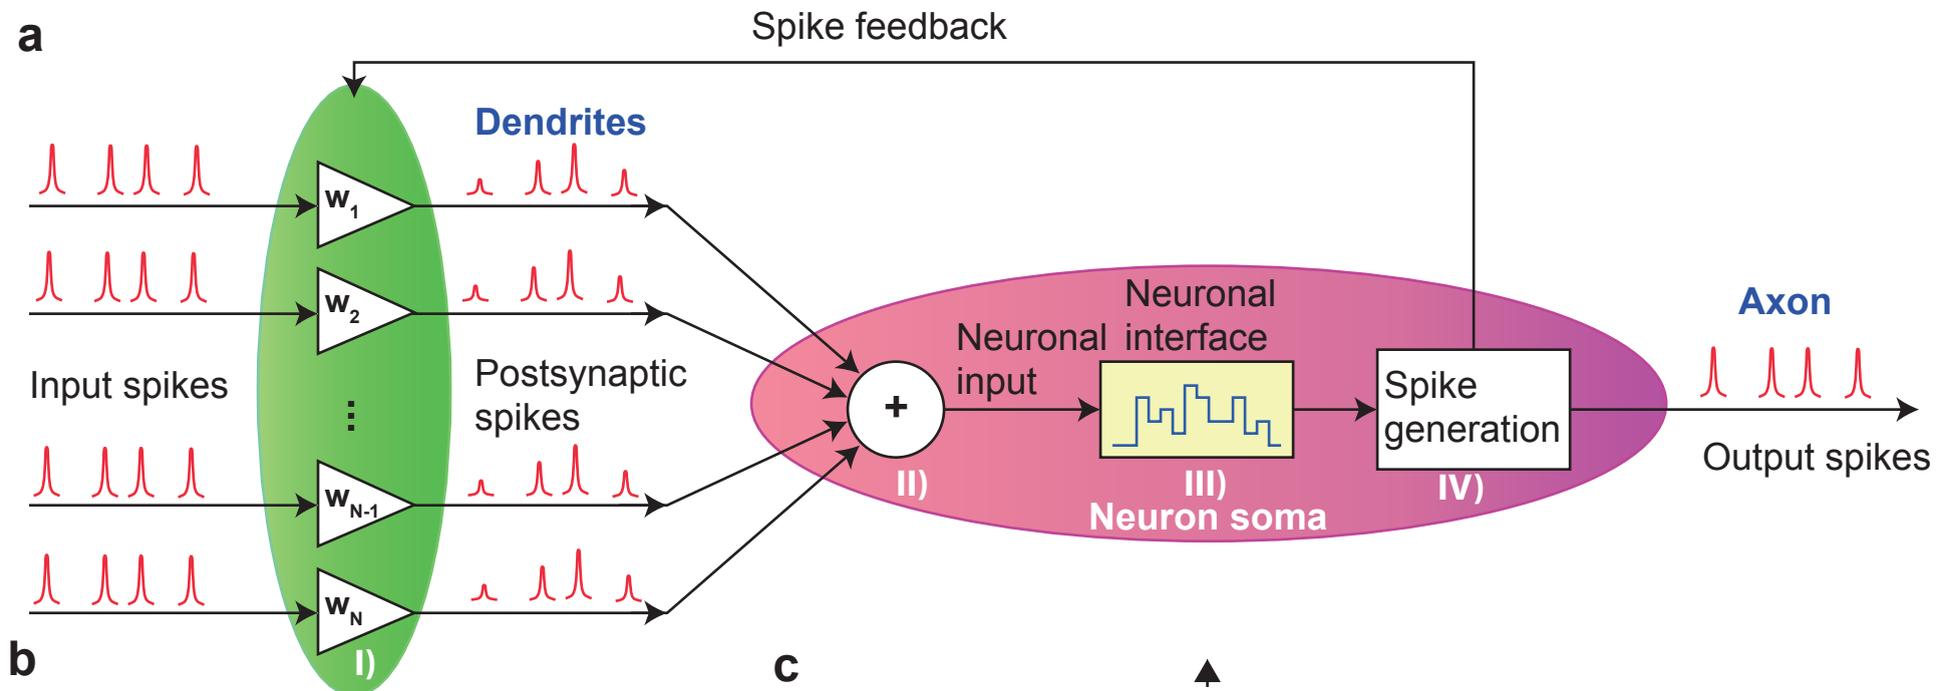 a
Spike feedback
Dendrites
w1
w2
Input spikes
⋮
Postsynaptic
spikes
wN-1
wN
I)
Neuronal
input
Neuronal
interface
+
II)
III)
Neuron soma
Spike
generation
IV)
Axon
Output spikes
b
c